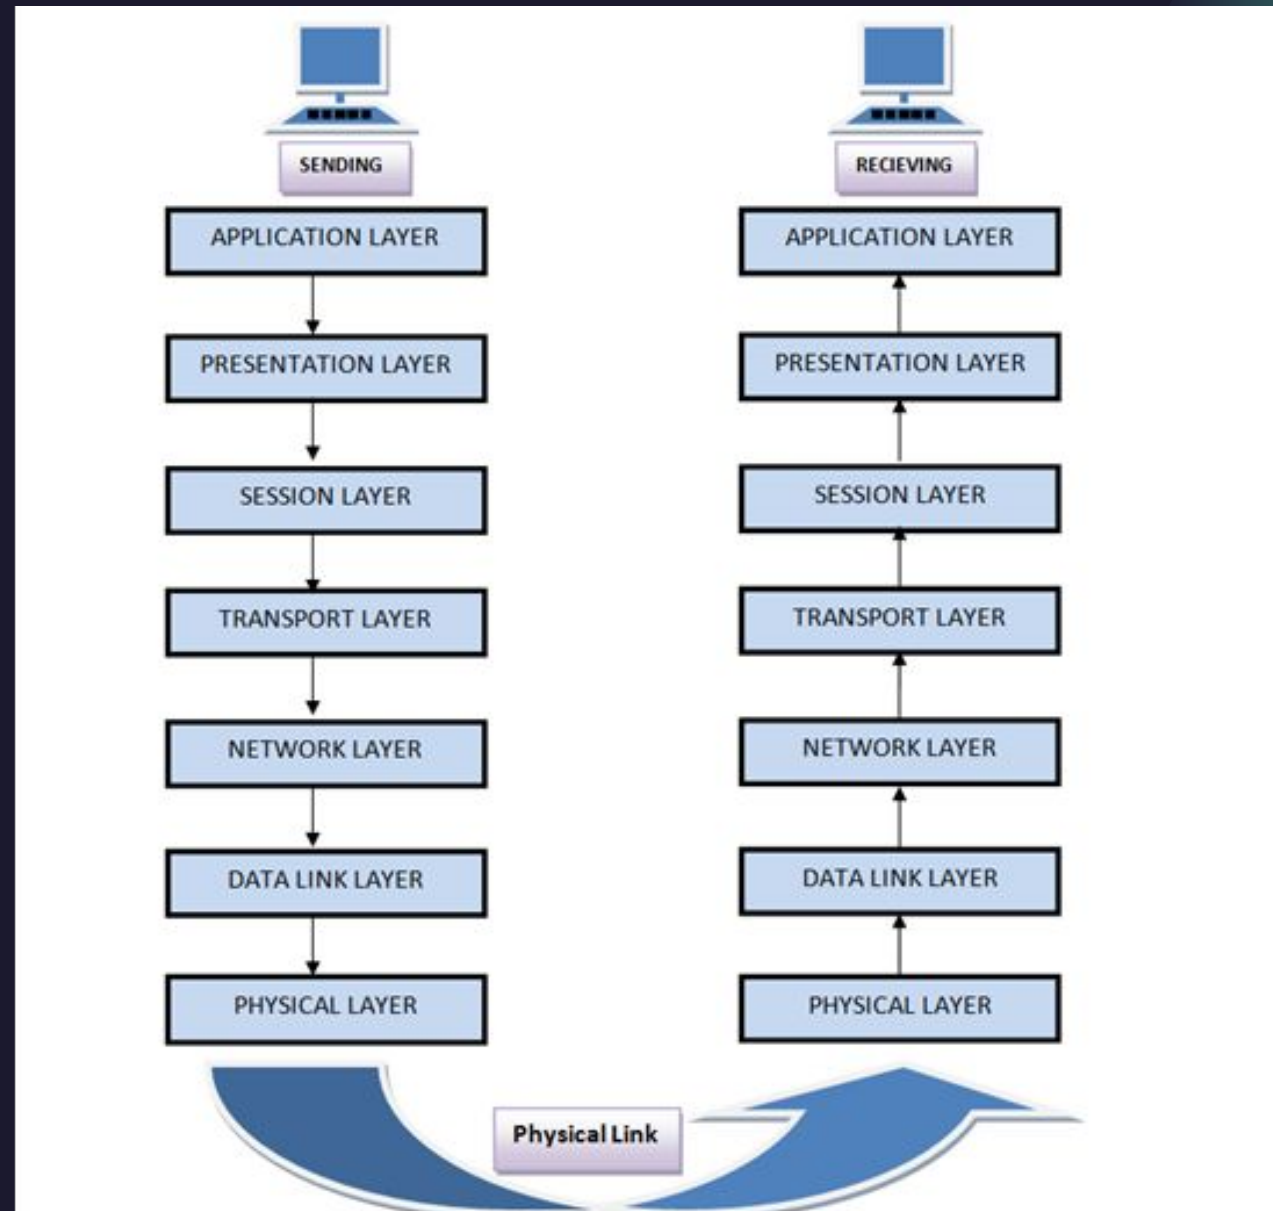 SENDING
APPLICATION LAYER
PRESENTATION LAYER
SESSION LAYER
TRANSPORT LAYER
NETWORK LAYER
DATA LINK LAYER
PHYSICAL LAYER
RECIEVING
APPLICATION LAYER
PRESENTATION LAYER
SESSION LAYER
TRANSPORT LAYER
NETWORK LAYER
DATA LINK LAYER
PHYSICAL LAYER
Physical Link